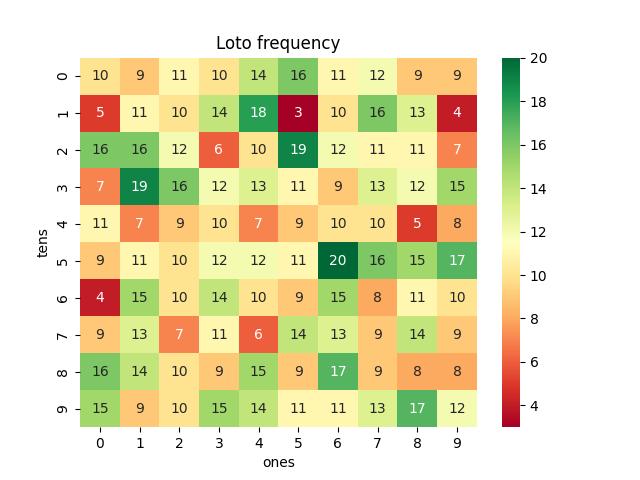 Loto frequency
0 10 9 11 10 14 16 11 12 9 9
1 5 11 10 14 18 3 10 16 13 4
2 16 16 12 6 10 19 12 11 11 7
3 7 19 16 12 13 11 9 13 12 15
4 11 7 9 10 7 9 10 10 5 8
5 9 11 10 12 12 11 20 16 15 17
6 4 15 10 14 10 9 15 8 11 10
7 9 13 7 11 6 14 13 9 14 9
8 16 14 10 9 15 9 17 9 8 8
9 15 9 10 15 14 11 11 13 17 12
0 1 2 3 4 5 6 7 8 9
ones
tens
20
18
16
14
12
10
8
6
4